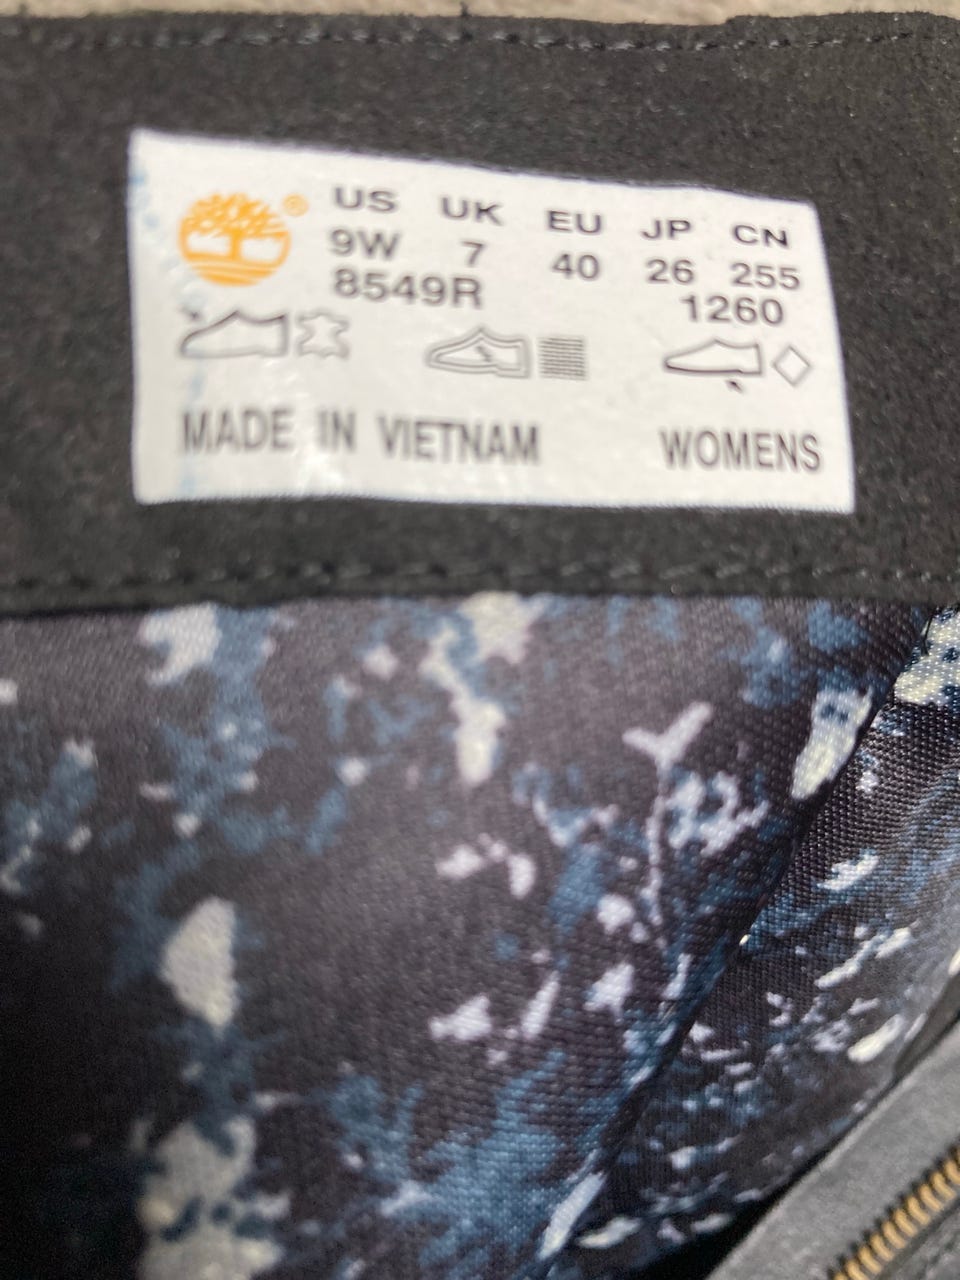 ® US UK EU JP CN
9W 7 40 26 255
8549R 1260
MADE IN VIETNAM WOMENS